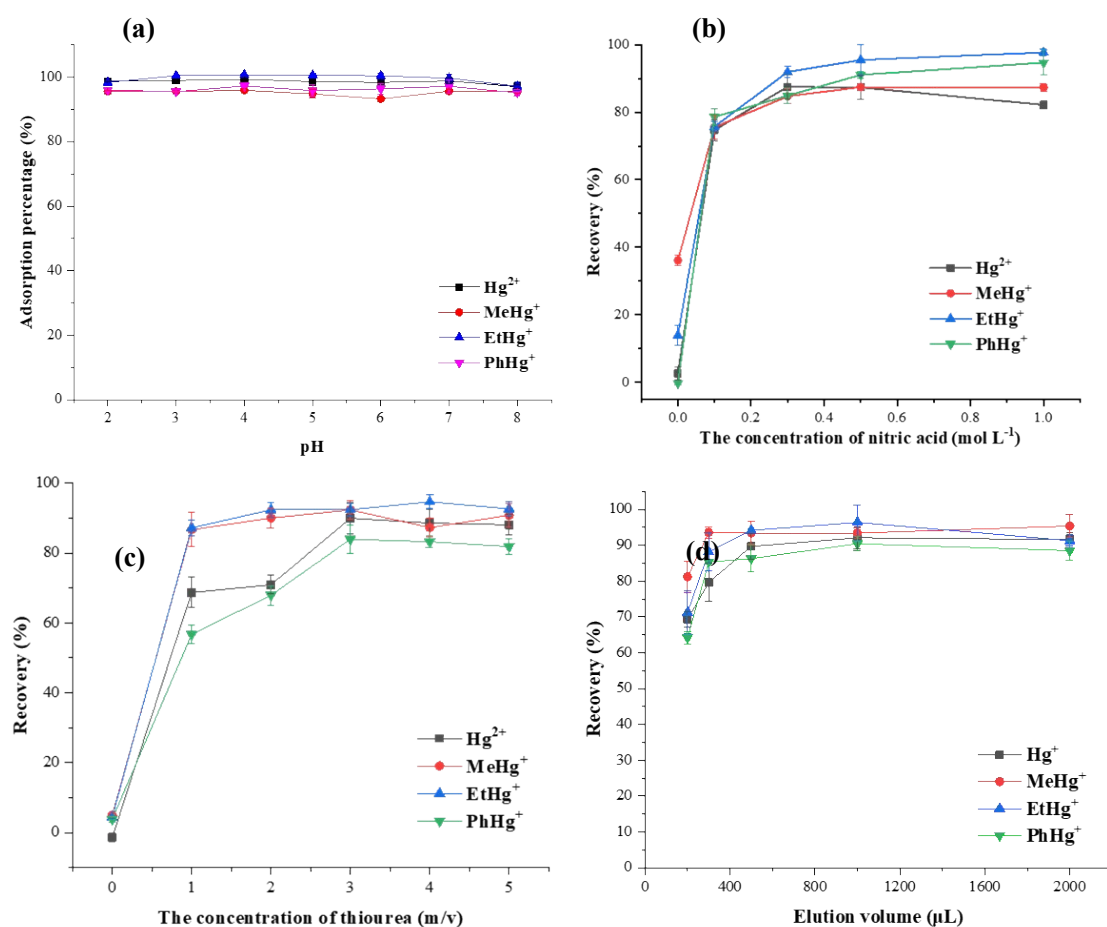 (a)
Adsorption percentage (%)
100
80
60
40
20
0
2 3 4 5 6 7 8
pH
Hg²⁺
MeHg⁺
EtHg⁺
PhHg⁺
(b)
Recovery (%)
100
80
60
40
20
0
0.0 0.2 0.4 0.6 0.8 1.0
The concentration of nitric acid (mol L⁻¹)
Hg²⁺
MeHg⁺
EtHg⁺
PhHg⁺
(c)
Recovery (%)
100
80
60
40
20
0
0 1 2 3 4 5
The concentration of thiourea (m/v)
Hg²⁺
MeHg⁺
EtHg⁺
PhHg⁺
(d)
Recovery (%)
100
90
80
70
60
50
40
30
20
10
0
0 400 800 1200 1600 2000
Elution volume (µL)
Hg⁺
MeHg⁺
EtHg⁺
PhHg⁺